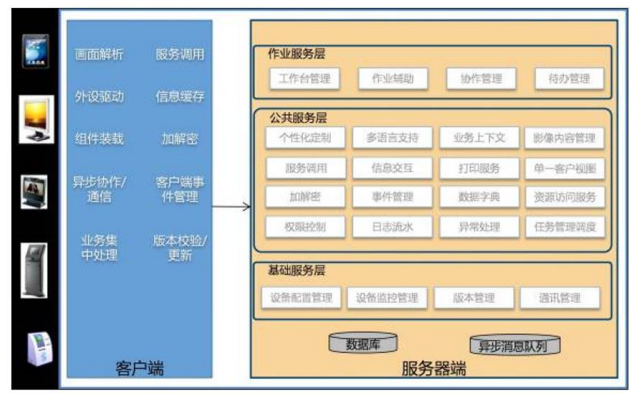 画面解析 服务调用
外设驱动 信息缓存
组件装载 加解密
异步协作/通信 客户端事件管理
业务集中处理 版本校验/更新
客户端
作业服务层
工作台管理 作业辅助 协作管理 待办管理
公共服务层
个性化定制 多语言支持 业务上下文 影像内容管理
服务调用 信息交互 打印服务 单一客户视图
加解密 事件管理 数据字典 资源访问服务
权限控制 日志流水 异常处理 任务管理调度
基础服务层
设备配置管理 设备监控管理 版本管理 通讯管理
数据库 异步消息队列
服务器端